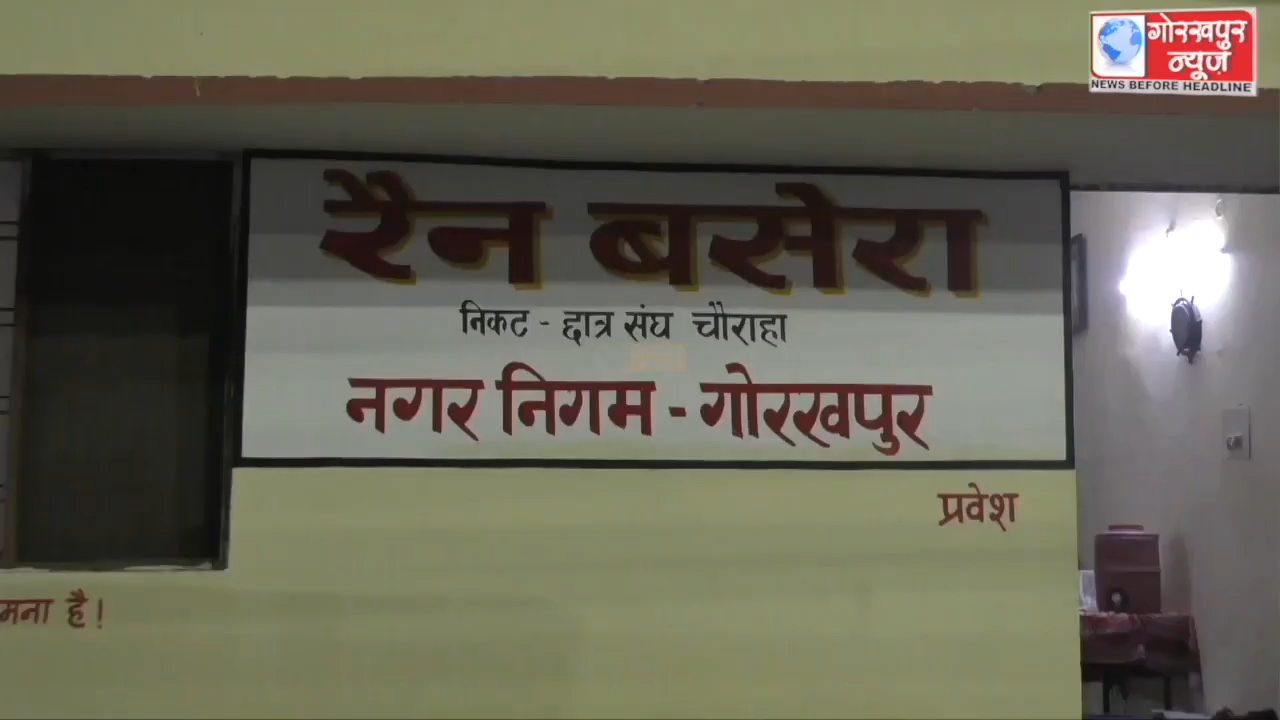 गोरखपुर
न्यूज़
NEWS BEFORE HEADLINE
रैन बसेरा
निकट - छात्र संघ चौराहा
नगर निगम - गोरखपुर
प्रवेश
मना है!